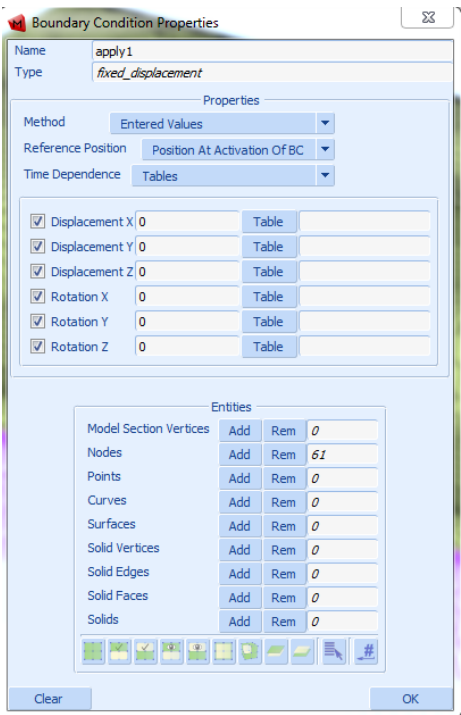 Boundary Condition Properties
Name apply1
Type fixed_displacement
Properties
Method Entered Values
Reference Position Position At Activation Of BC
Time Dependence Tables
Displacement X 0 Table
Displacement Y 0 Table
Displacement Z 0 Table
Rotation X 0 Table
Rotation Y 0 Table
Rotation Z 0 Table
Entities
Model Section Vertices Add Rem 0
Nodes Add Rem 61
Points Add Rem 0
Curves Add Rem 0
Surfaces Add Rem 0
Solid Vertices Add Rem 0
Solid Edges Add Rem 0
Solid Faces Add Rem 0
Solids Add Rem 0
#
Clear OK